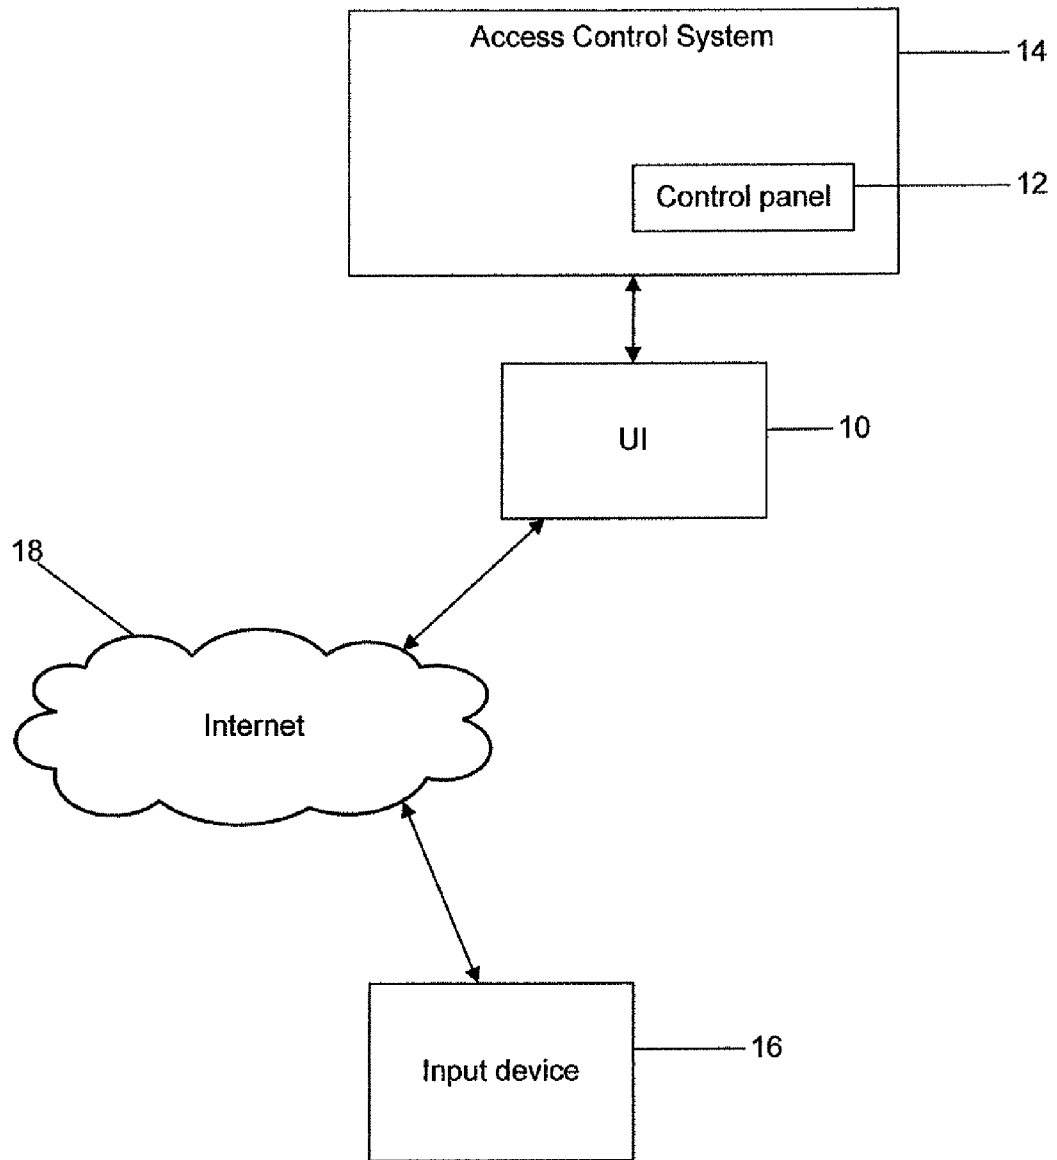 Access Control System
14
Control panel
12
UI
10
18
Internet
16
Input device